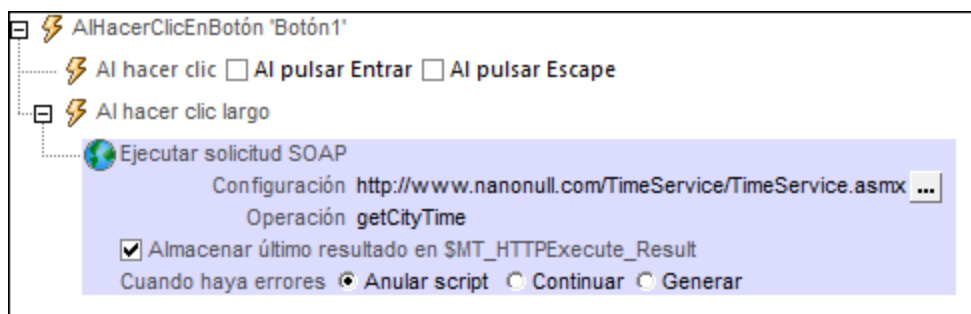 AlHacerClicEnBotón 'Botón1'
Al hacer clic Al pulsar Entrar Al pulsar Escape
Al hacer clic largo
Ejecutar solicitud SOAP
Configuración http://www.nanonull.com/TimeService/TimeService.asmx ...
Operación getCityTime
Almacenar último resultado en $MT_HTTPExecute_Result
Cuando haya errores Anular script Continuar Generar